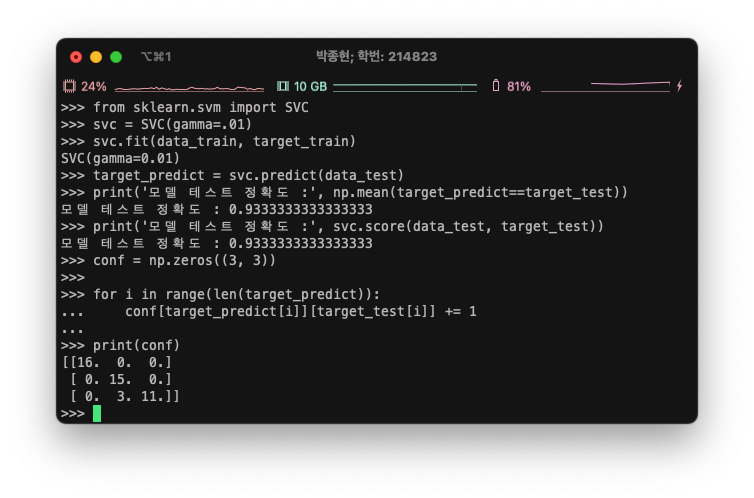 ⌥⌘1 박종현; 학번: 214823
24% 10 GB 81%
>>> from sklearn.svm import SVC
>>> svc = SVC(gamma=.01)
>>> svc.fit(data_train, target_train)
SVC(gamma=0.01)
>>> target_predict = svc.predict(data_test)
>>> print('모델 테스트 정확도 :', np.mean(target_predict==target_test))
모델 테스트 정확도 : 0.9333333333333333
>>> print('모델 테스트 정확도 :', svc.score(data_test, target_test))
모델 테스트 정확도 : 0.9333333333333333
>>> conf = np.zeros((3, 3))
>>>
>>> for i in range(len(target_predict)):
...     conf[target_predict[i]][target_test[i]] += 1
...
>>> print(conf)
[[16.  0.  0.]
 [ 0. 15.  0.]
 [ 0.  3. 11.]]
>>>